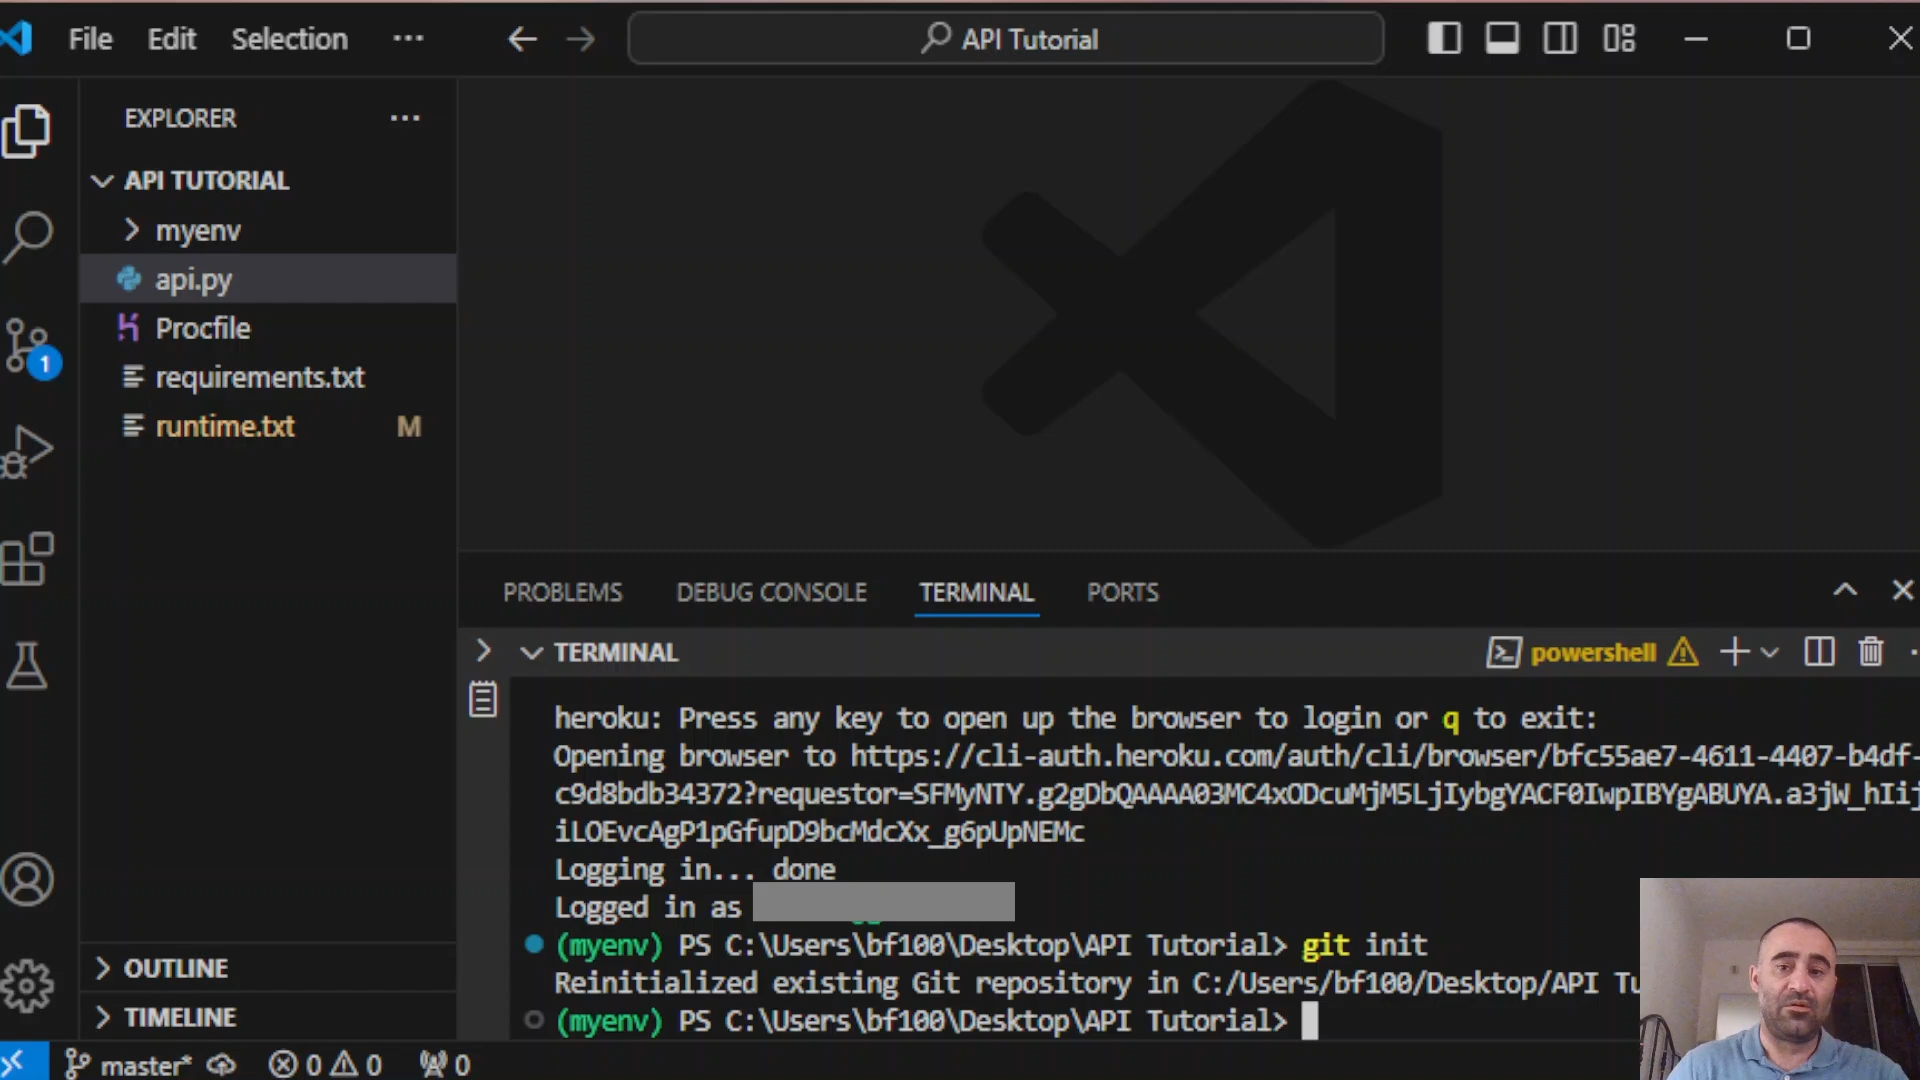 File Edit Selection ···
API Tutorial
EXPLORER ···
API TUTORIAL
myenv
api.py
Procfile
1
requirements.txt
runtime.txt M
PROBLEMS DEBUG CONSOLE TERMINAL PORTS
TERMINAL
powershell
heroku: Press any key to open up the browser to login or q to exit:
Opening browser to https://cli-auth.heroku.com/auth/cli/browser/bfc55ae7-4611-4407-b4df-
c9d8bdb34372?requestor=SFMyNTY.g2gDbQAAAA03MC4xODcuMjM5LjIybgYACF0IwpIBYgABUYA.a3jW_hIij
iLOEvcAgP1pGfupD9bcMdcXx_g6pUpNEMc
Logging in... done
Logged in as
(myenv) PS C:\Users\bf100\Desktop\API Tutorial> git init
Reinitialized existing Git repository in C:/Users/bf100/Desktop/API Tu
(myenv) PS C:\Users\bf100\Desktop\API Tutorial>
OUTLINE
TIMELINE
master* 0 0 0